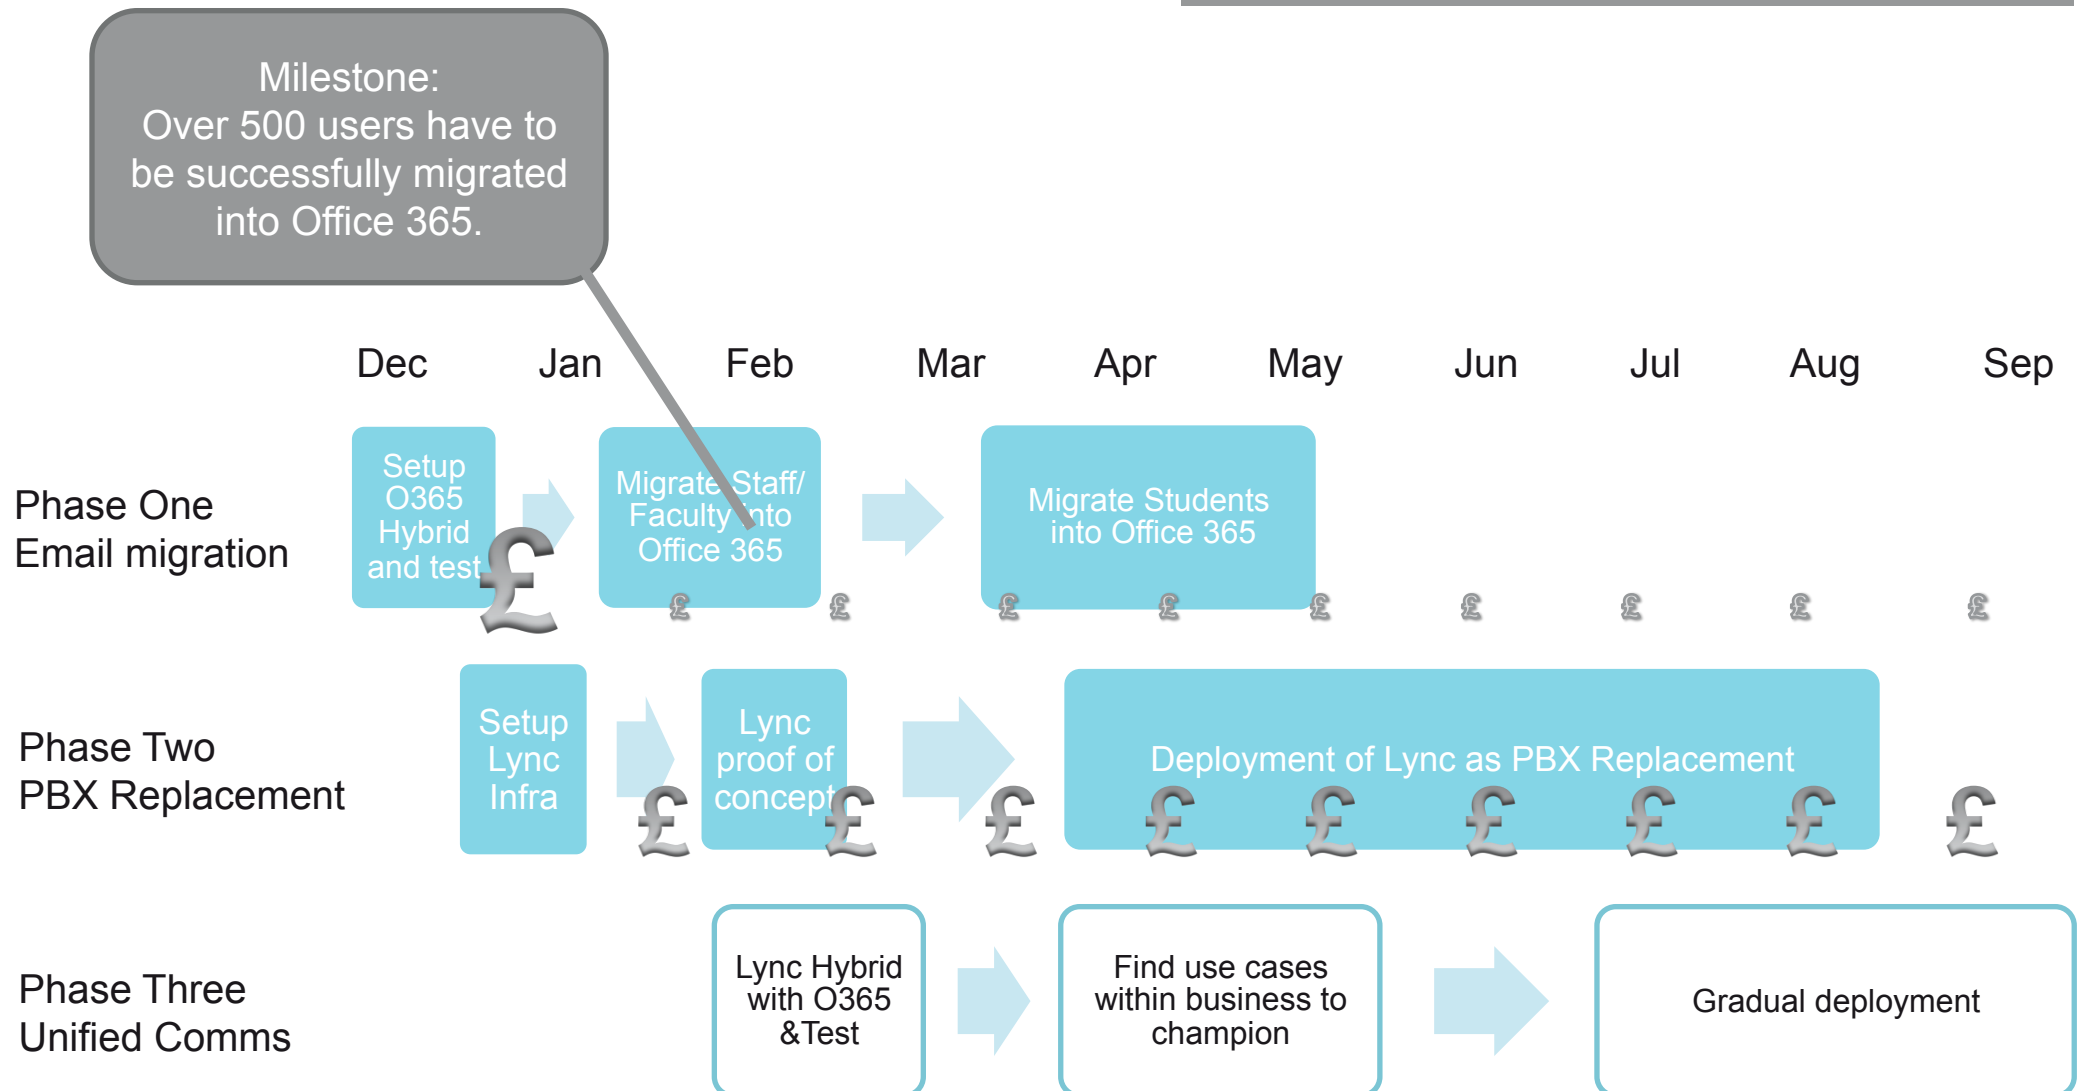 Milestone:
Over 500 users have to
be successfully migrated
into Office 365.
Dec Jan Feb Mar Apr May Jun Jul Aug Sep
Phase One
Email migration
Setup
O365
Hybrid
and test
Migrate Staff/
Faculty into
Office 365
Migrate Students
into Office 365
£
£ £ £ £ £ £ £ £ £
Phase Two
PBX Replacement
Setup
Lync
Infra
Lync
proof of
concept
Deployment of Lync as PBX Replacement
£ £ £ £ £ £ £ £ £
Phase Three
Unified Comms
Lync Hybrid
with O365
&Test
Find use cases
within business to
champion
Gradual deployment